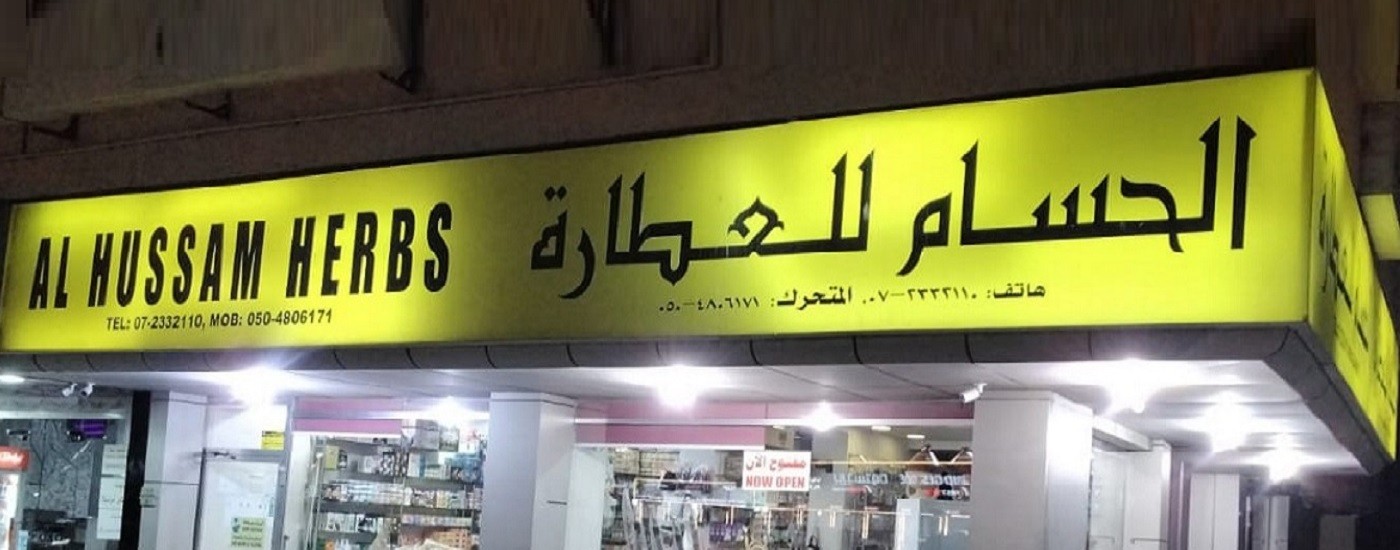 الحسام للعطارة
هاتف: ٠٧-٢٣٣٢١١٠. المتحرك: ٠٥٠-٤٨٠٦١٧١
AL HUSSAM HERBS
TEL: 07-2332110, MOB: 050-4806171
مفتوح الآن
NOW OPEN